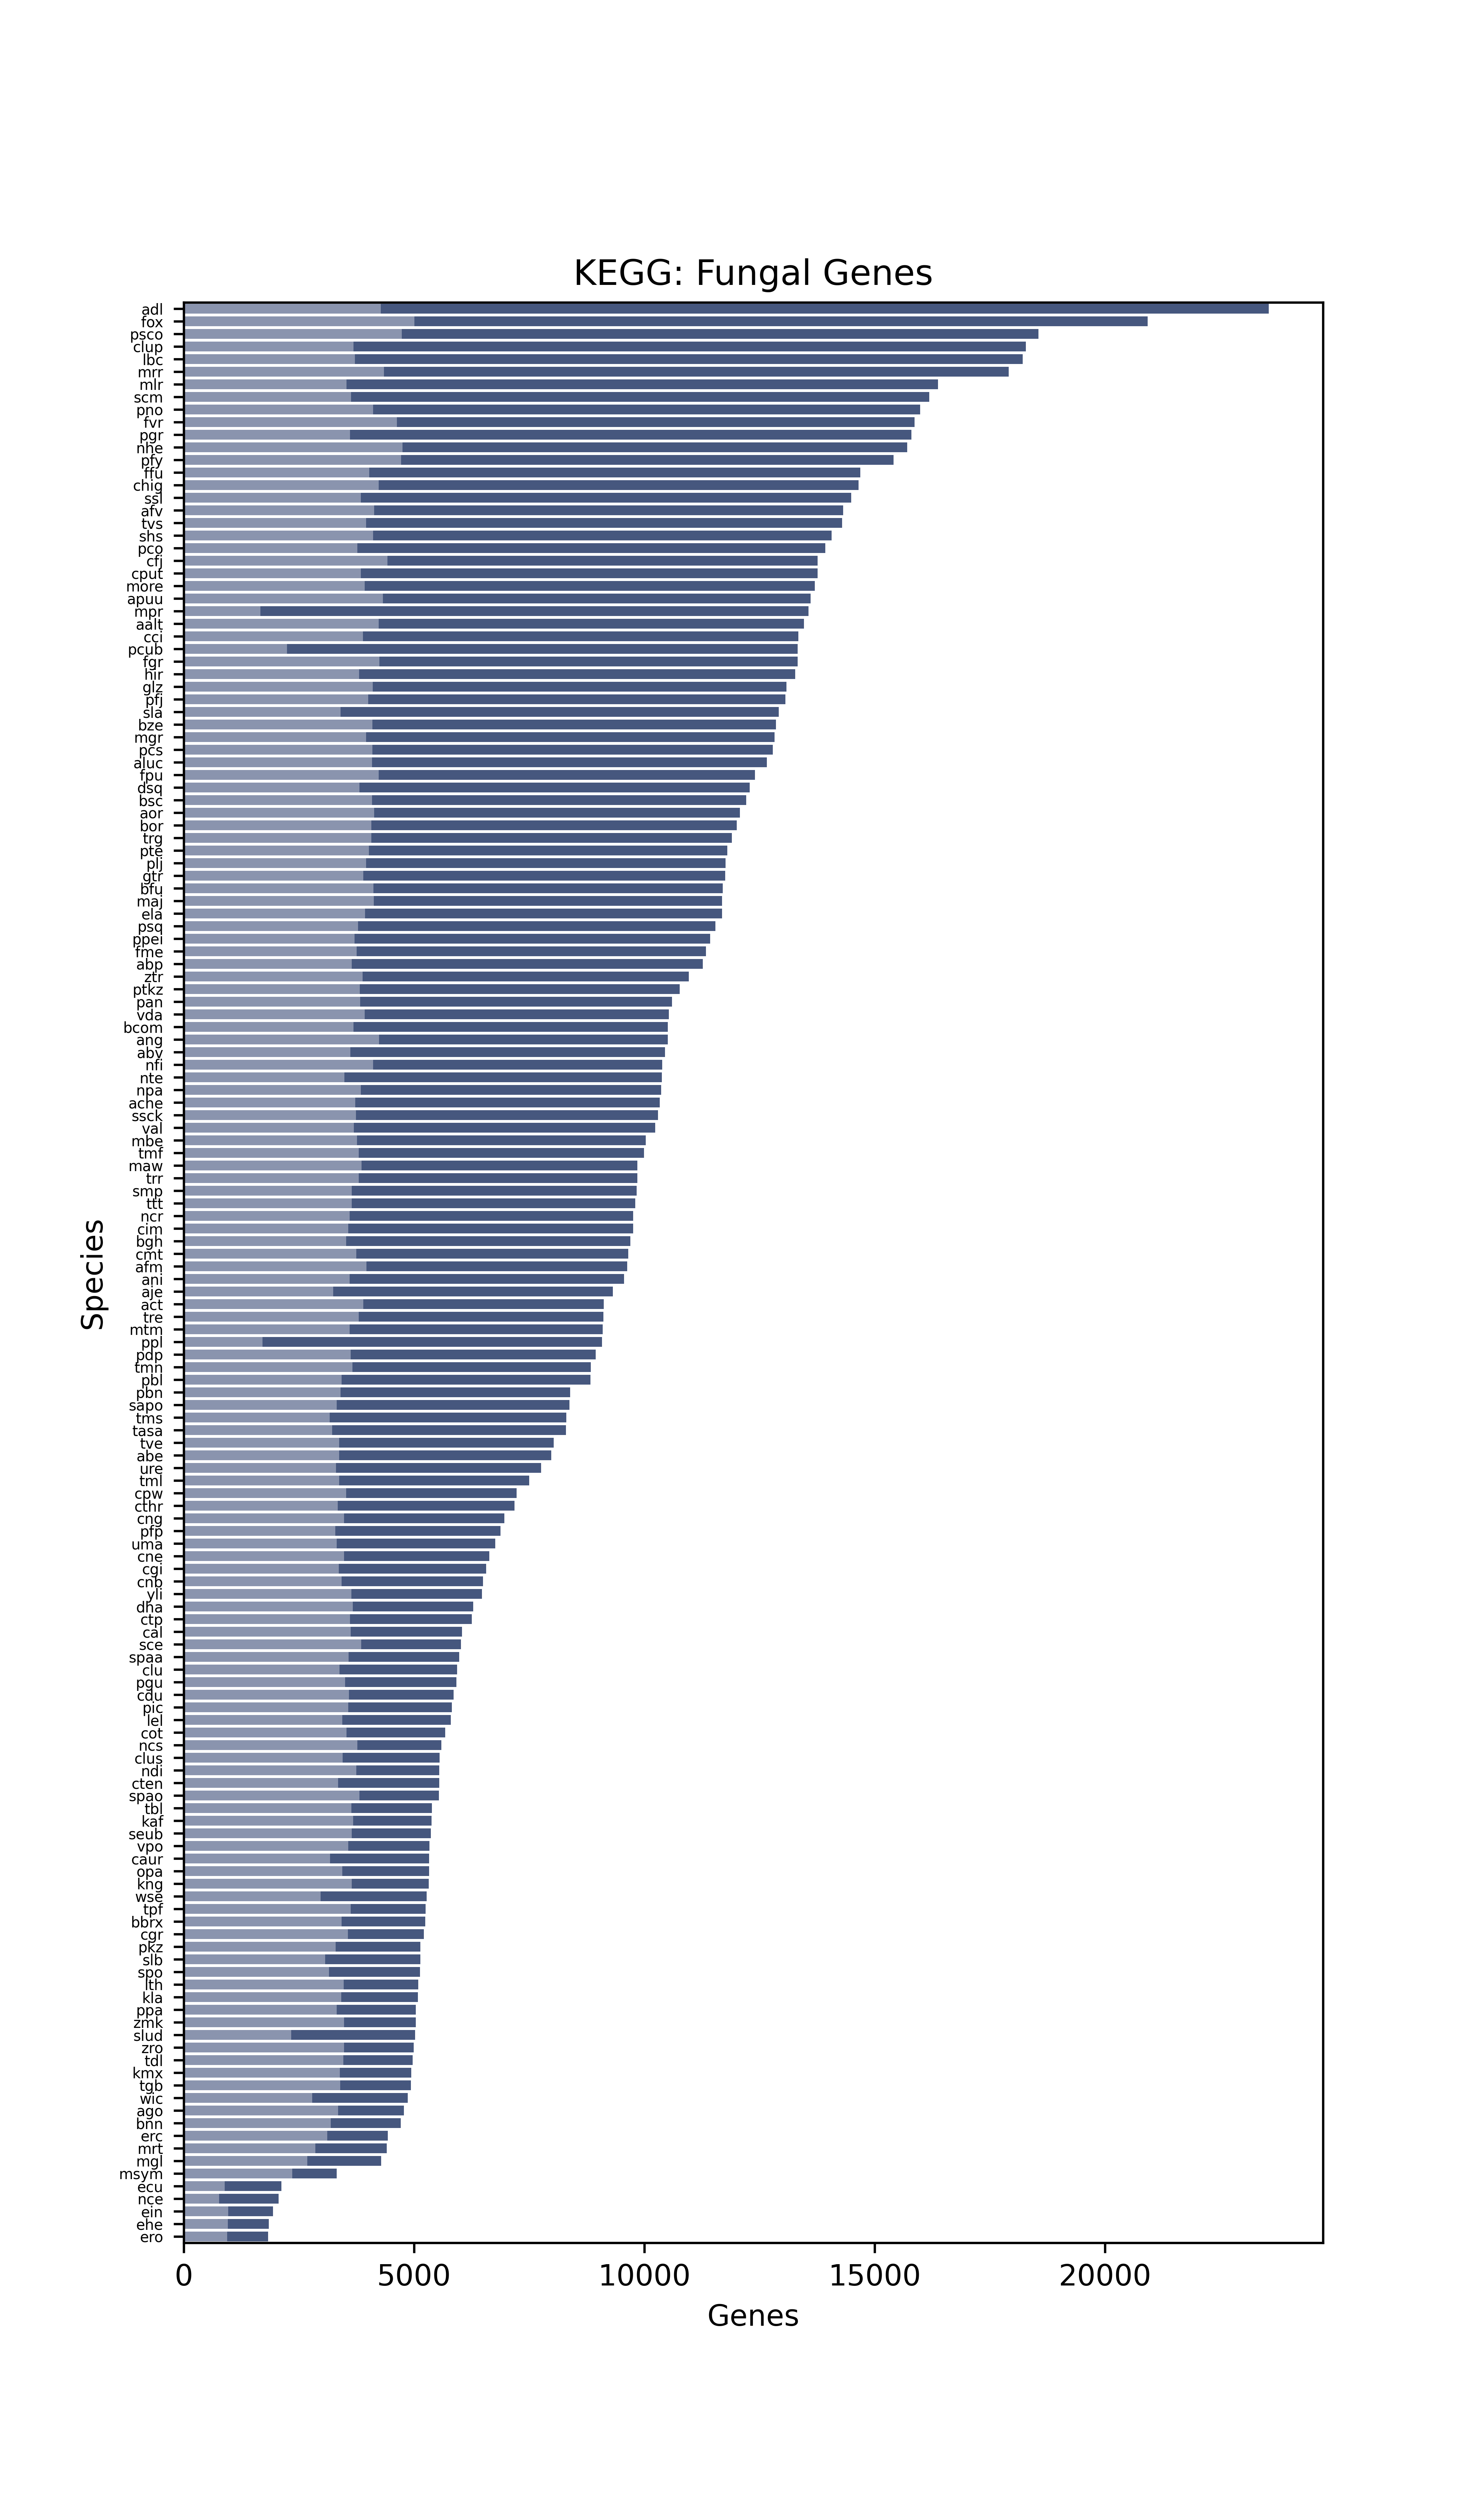 KEGG: Fungal Genes
adl
fox
psco
clup
lbc
mrr
mlr
scm
pno
fvr
pgr
nhe
pfy
ffu
chig
ssl
afv
tvs
shs
pco
cfj
cput
more
apuu
mpr
aalt
cci
pcub
fgr
hir
glz
pfj
sla
bze
mgr
pcs
aluc
fpu
dsq
bsc
aor
bor
trg
pte
plj
gtr
bfu
maj
ela
psq
ppei
fme
abp
ztr
ptkz
pan
vda
bcom
ang
abv
nfi
nte
npa
ache
ssck
val
mbe
tmf
maw
trr
smp
ttt
ncr
cim
bgh
cmt
afm
ani
aje
act
tre
mtm
ppl
pdp
tmn
pbl
pbn
sapo
tms
tasa
tve
abe
ure
tml
cpw
cthr
cng
pfp
uma
cne
cgi
cnb
yli
dha
ctp
cal
sce
spaa
clu
pgu
cdu
pic
lel
cot
ncs
clus
ndi
cten
spao
tbl
kaf
seub
vpo
caur
opa
kng
wse
tpf
bbrx
cgr
pkz
slb
spo
lth
kla
ppa
zmk
slud
zro
tdl
kmx
tgb
wic
ago
bnn
erc
mrt
mgl
msym
ecu
nce
ein
ehe
ero
Species
0 5000 10000 15000 20000
Genes